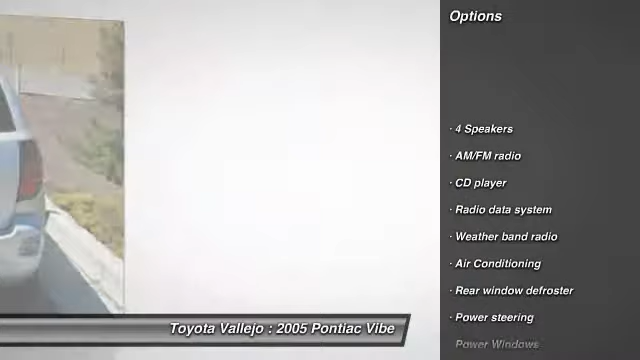 Options
· 4 Speakers
· AM/FM radio
· CD player
· Radio data system
· Weather band radio
· Air Conditioning
· Rear window defroster
· Power steering
· Power Windows
Toyota Vallejo : 2005 Pontiac Vibe